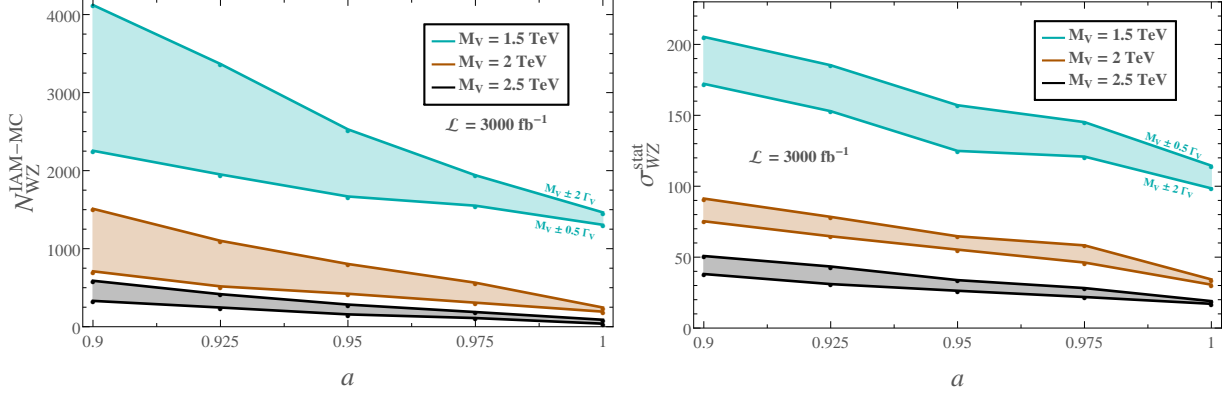 N_WZ^IAM−MC
4000
3000
2000
1000
0
M_V = 1.5 TeV
M_V = 2 TeV
M_V = 2.5 TeV
ℒ = 3000 fb⁻¹
M_V ± 2 Γ_V
M_V ± 0.5 Γ_V
0.9
0.925
0.95
0.975
1
a
σ_WZ^stat
200
150
100
50
0
M_V = 1.5 TeV
M_V = 2 TeV
M_V = 2.5 TeV
ℒ = 3000 fb⁻¹
M_V ± 0.5 Γ_V
M_V ± 2 Γ_V
0.9
0.925
0.95
0.975
1
a